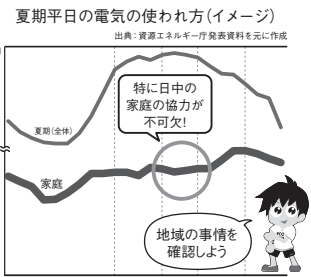 夏期平日の電気の使われ方(イメージ)
出典：資源エネルギー庁発表資料を元に作成
特に日中の
家庭の協力が
不可欠!
夏期(全体)
家庭
地域の事情を
確認しよう